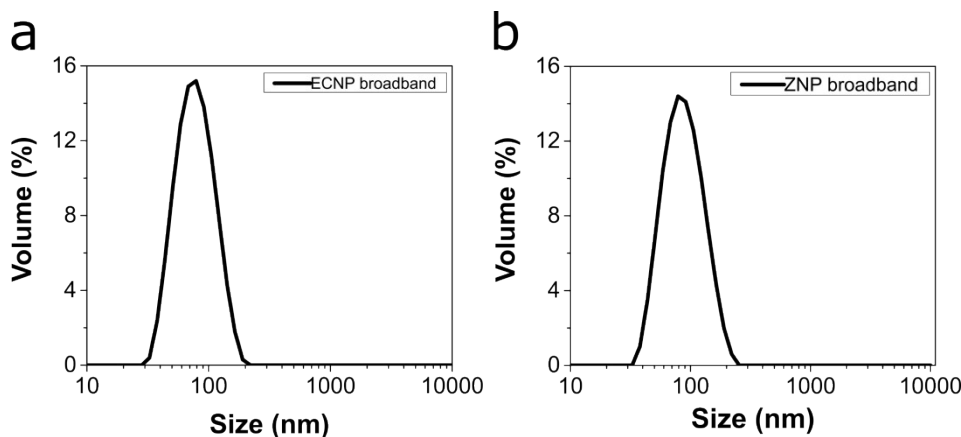 a
16
12
8
4
0
Volume (%)
ECNP broadband
10 100 1000 10000
Size (nm)
b
16
12
8
4
0
Volume (%)
ZNP broadband
10 100 1000 10000
Size (nm)